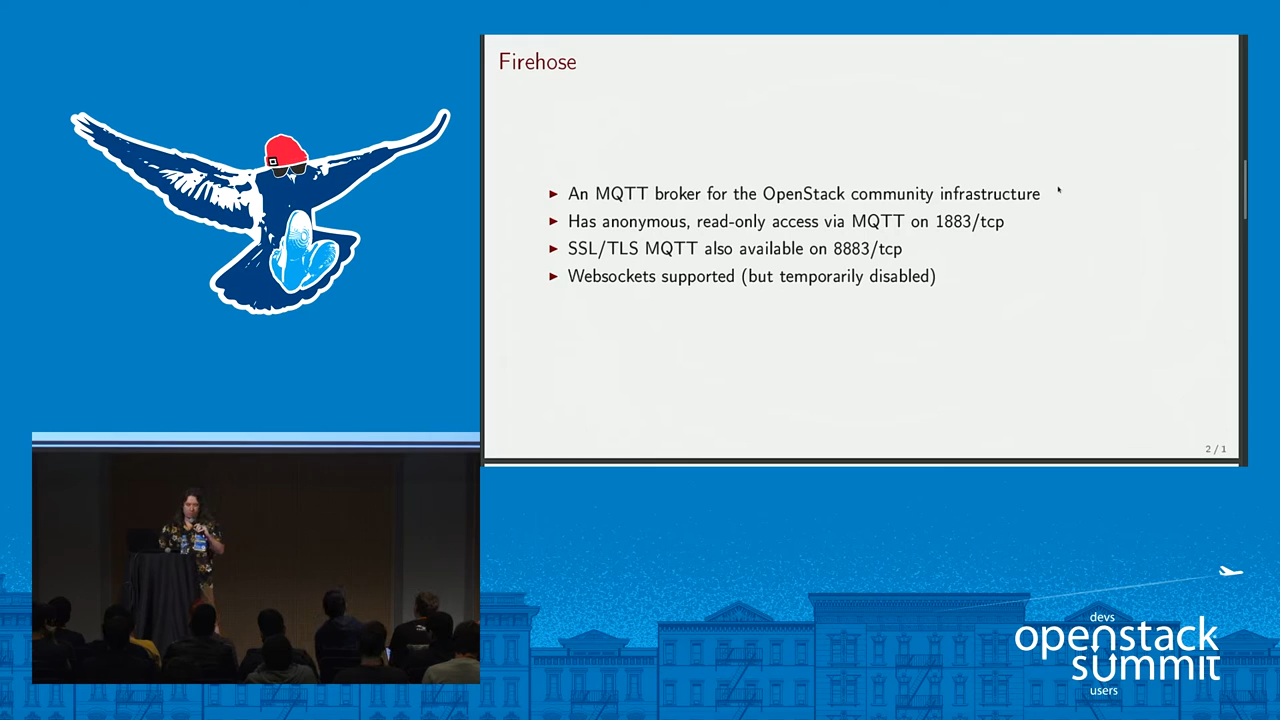 Firehose
► An MQTT broker for the OpenStack community infrastructure
► Has anonymous, read-only access via MQTT on 1883/tcp
► SSL/TLS MQTT also available on 8883/tcp
► Websockets supported (but temporarily disabled)
2 / 1
devs
openstack
summit
users